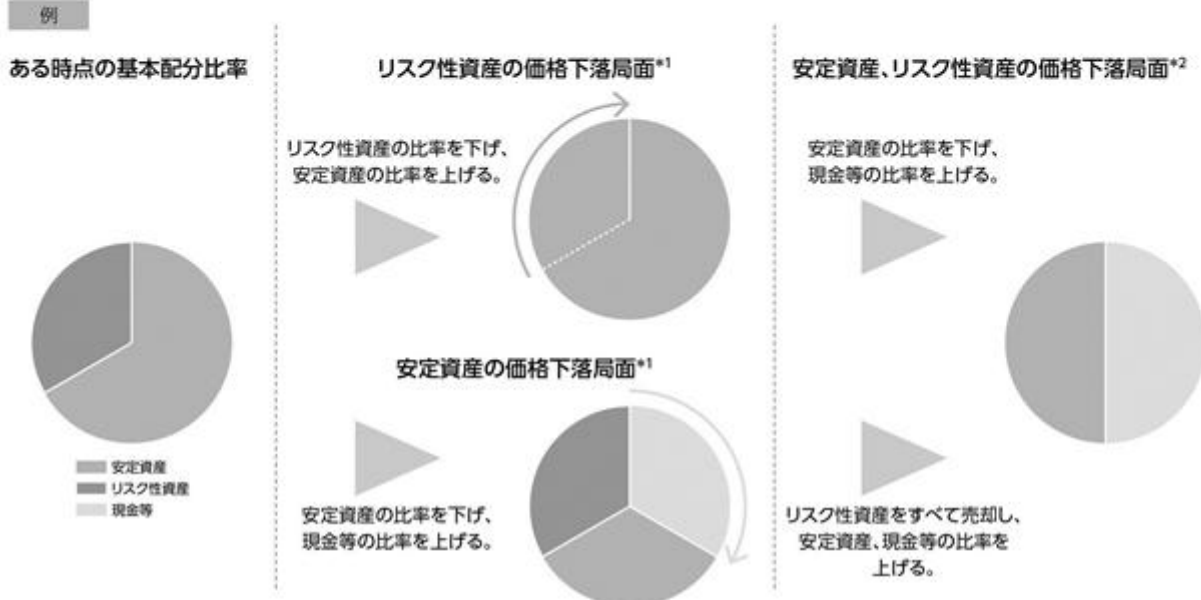 例
ある時点の基本配分比率
安定資産
リスク性資産
現金等
リスク性資産の価格下落局面*1
リスク性資産の比率を下げ、
安定資産の比率を上げる。
安定資産の価格下落局面*1
安定資産の比率を下げ、
現金等の比率を上げる。
安定資産、リスク性資産の価格下落局面*2
安定資産の比率を下げ、
現金等の比率を上げる。
リスク性資産をすべて売却し、
安定資産、現金等の比率を
上げる。